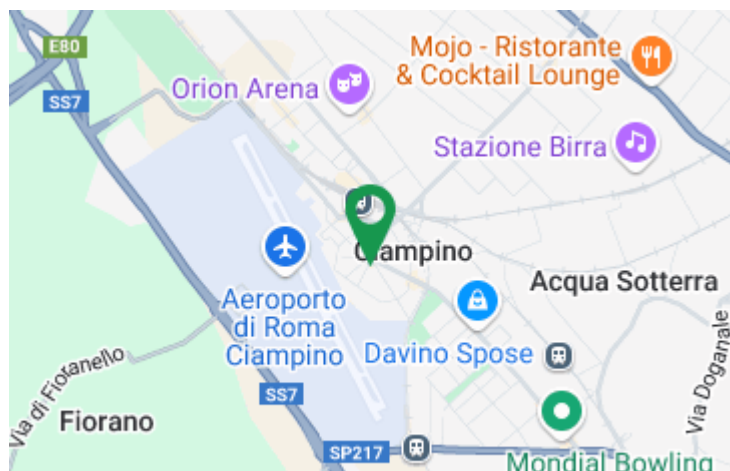 E80
SS7
Mojo - Ristorante
& Cocktail Lounge
Orion Arena
Stazione Birra
Ciampino
Acqua Sotterra
Aeroporto
di Roma
Ciampino
Davino Spose
Via di Fioranello
Fiorano
SS7
SP217
Via Doganale
Mondial Bowling